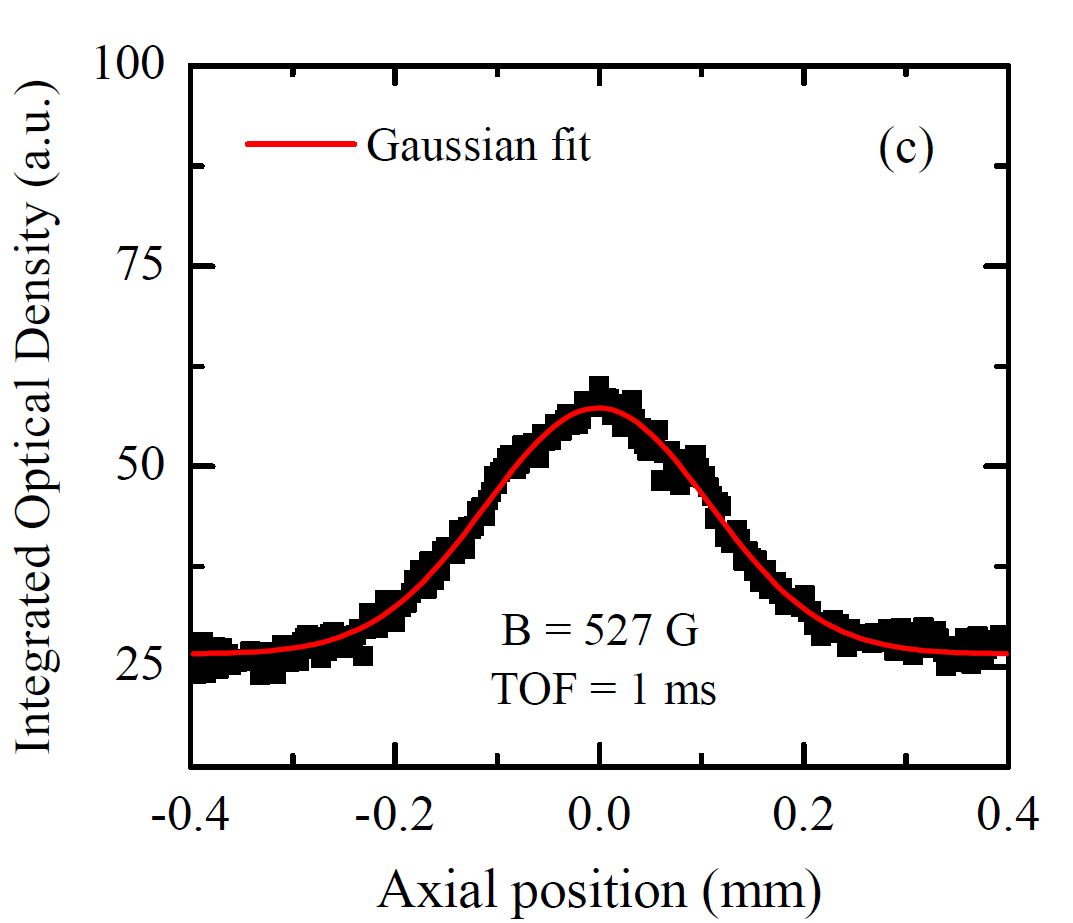 Integrated Optical Density (a.u.)
100
75
50
25
Gaussian fit
(c)
B = 527 G
TOF = 1 ms
-0.4
-0.2
0.0
0.2
0.4
Axial position (mm)